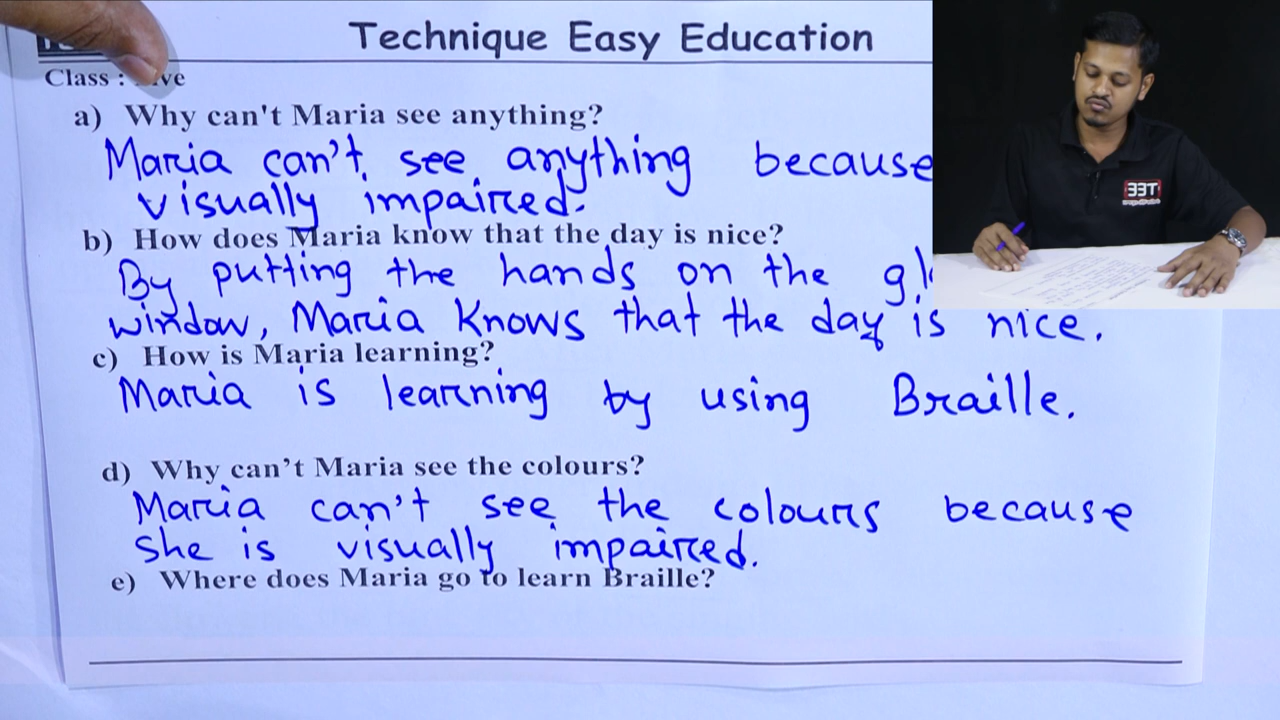 Technique Easy Education
Class :
a) Why can't Maria see anything?
Maria can't see anything because
visually impaired.
b) How does Maria know that the day is nice?
By putting the hands on the
window, Maria knows that the day is nice.
c) How is Maria learning?
Maria is learning by using Braille.
d) Why can't Maria see the colours?
Maria can't see the colours because
she is visually impaired.
e) Where does Maria go to learn Braille?